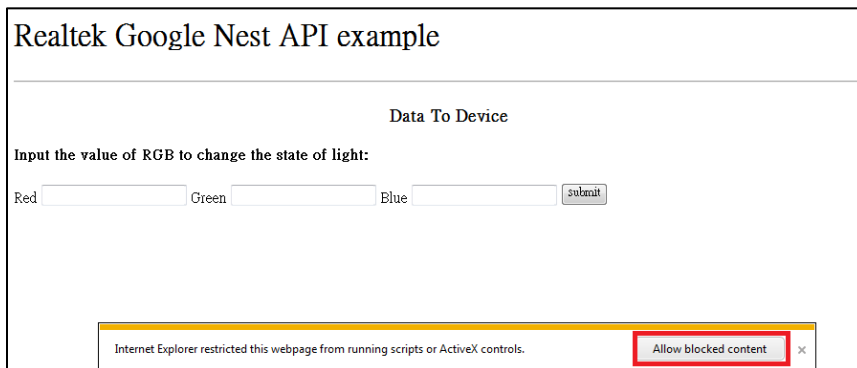 Realtek Google Nest API example
Data To Device
Input the value of RGB to change the state of light:
Red Green Blue submit
Internet Explorer restricted this webpage from running scripts or ActiveX controls. Allow blocked content ×